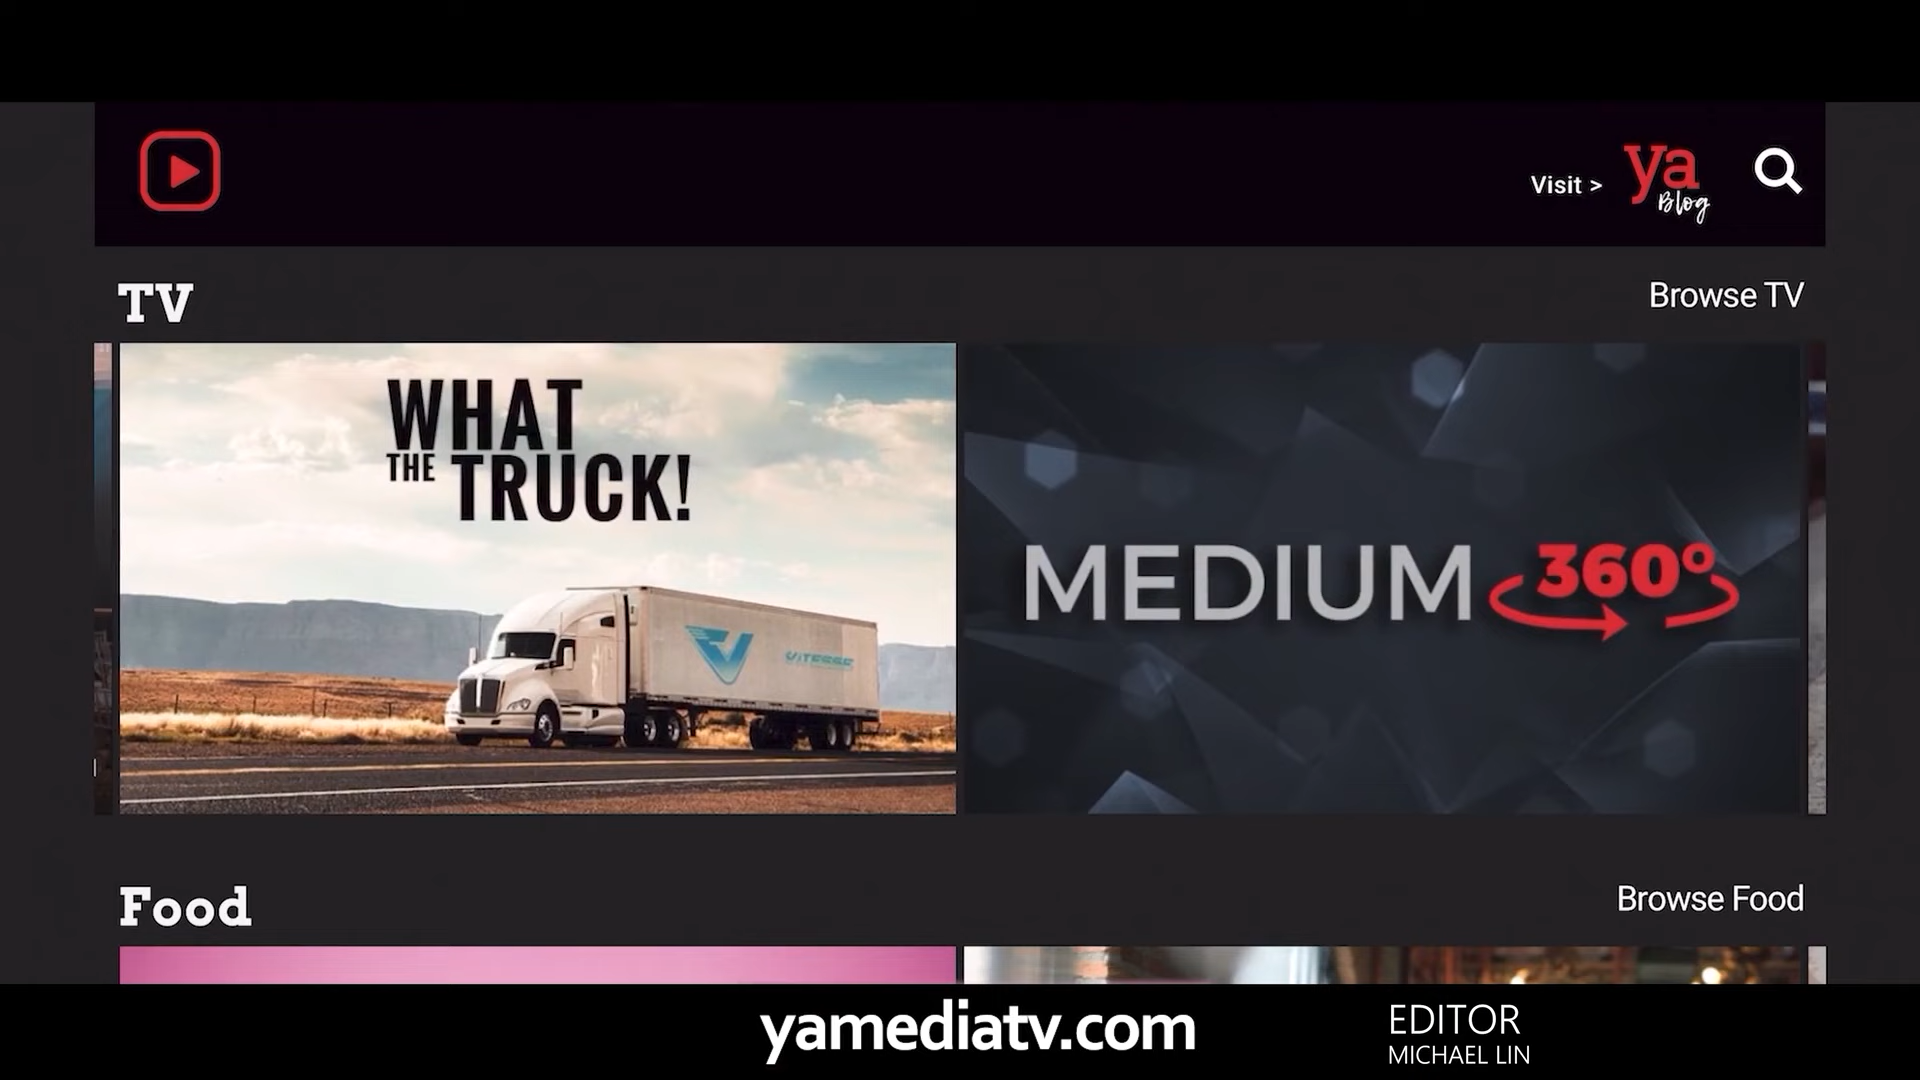 Visit >
ya
Blog
TV
Browse TV
WHAT
THE TRUCK!
VITESSE
MEDIUM 360°
Food
Browse Food
yamediatv.com
EDITOR
MICHAEL LIN